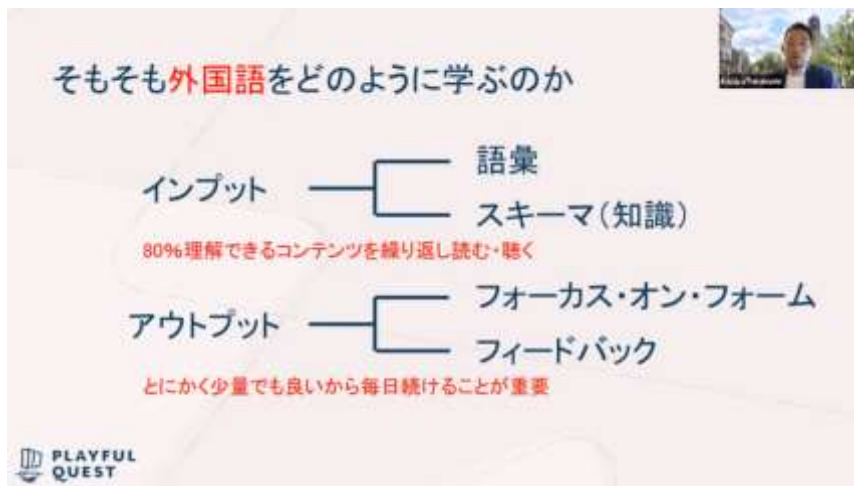 そもそも外国語をどのように学ぶのか
インプット
語彙
スキーマ(知識)
80%理解できるコンテンツを繰り返し読む・聴く
アウトプット
フォーカス・オン・フォーム
フィードバック
とにかく少量でも良いから毎日続けることが重要
PLAYFUL
QUEST